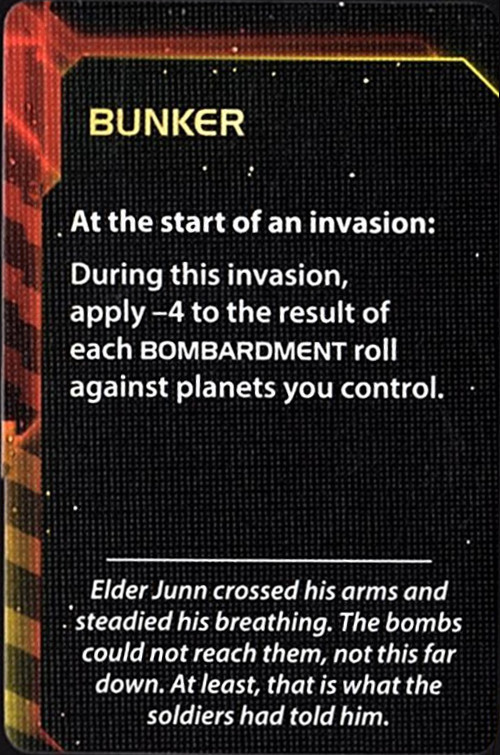 BUNKER
At the start of an invasion:
During this invasion,
apply –4 to the result of
each BOMBARDMENT roll
against planets you control.
Elder Junn crossed his arms and
steadied his breathing. The bombs
could not reach them, not this far
down. At least, that is what the
soldiers had told him.